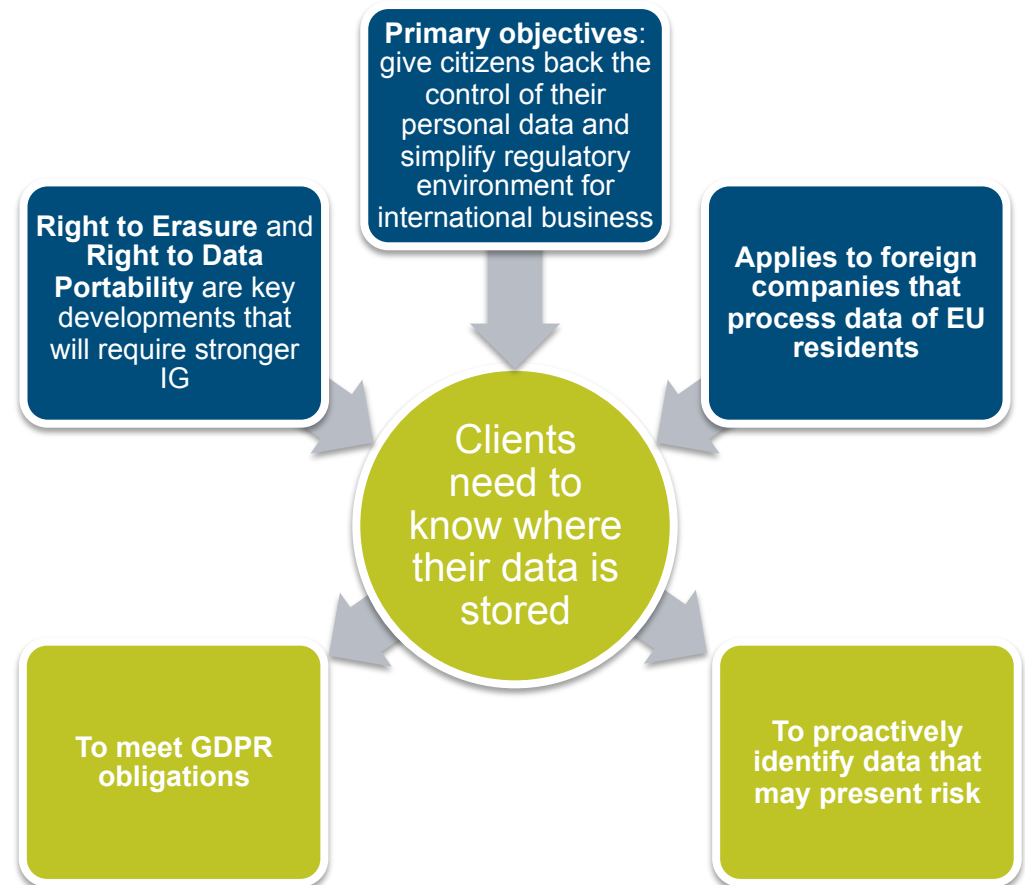 Primary objectives:
give citizens back the
control of their
personal data and
simplify regulatory
environment for
international business
Right to Erasure and
Right to Data
Portability are key
developments that
will require stronger
IG
Applies to foreign
companies that
process data of EU
residents
Clients
need to
know where
their data is
stored
To meet GDPR
obligations
To proactively
identify data that
may present risk